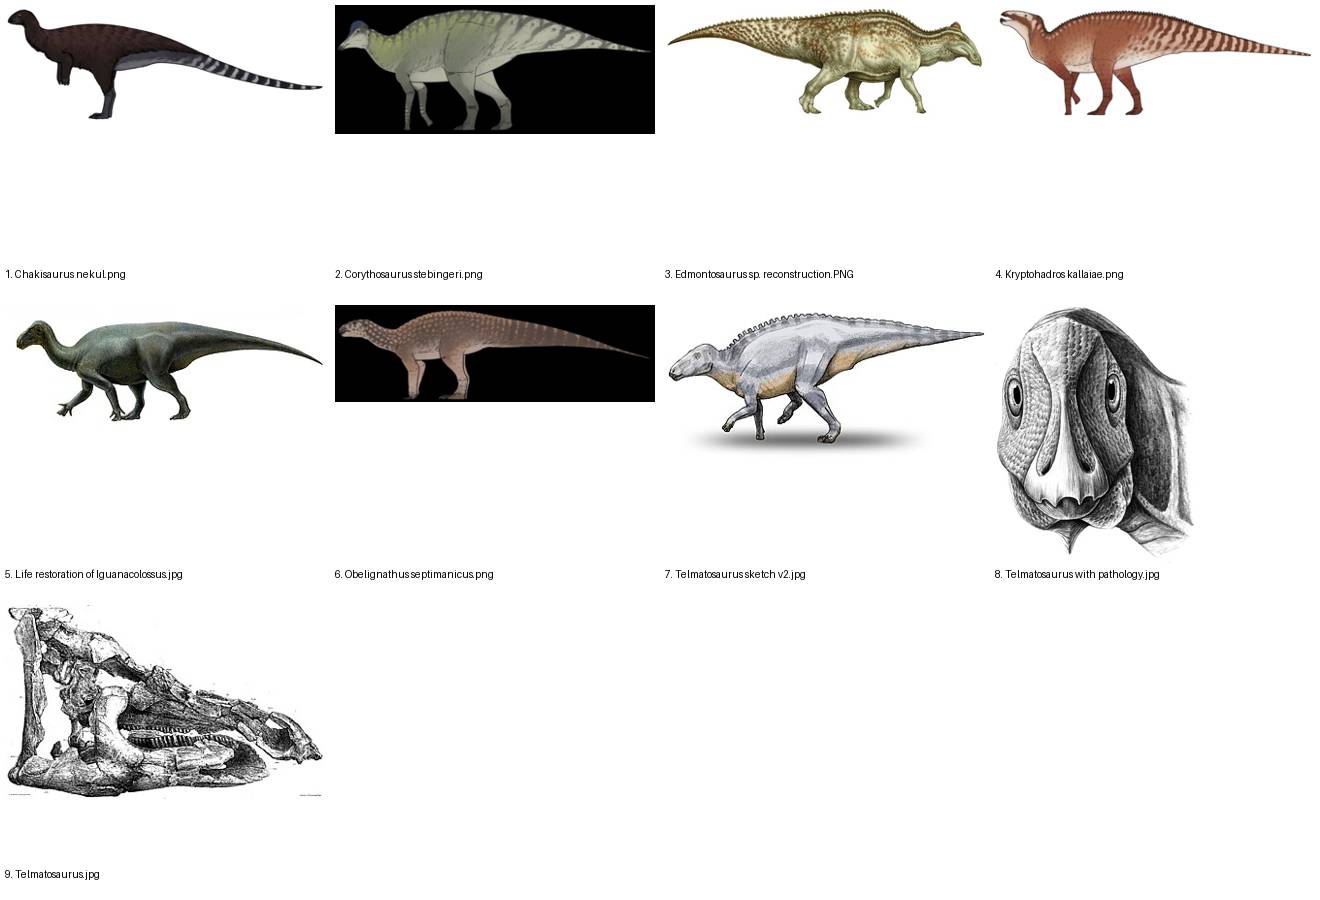 1. Chakisaurus nekul.png
2. Corythosaurus stebingeri.png
3. Edmontosaurus sp. reconstruction.PNG
4. Kryptohadros kallaiae.png
5. Life restoration of Iguanacolossus.jpg
6. Obelignathus septimanicus.png
7. Telmatosaurus sketch v2.jpg
8. Telmatosaurus with pathology.jpg
9. Telmatosaurus.jpg